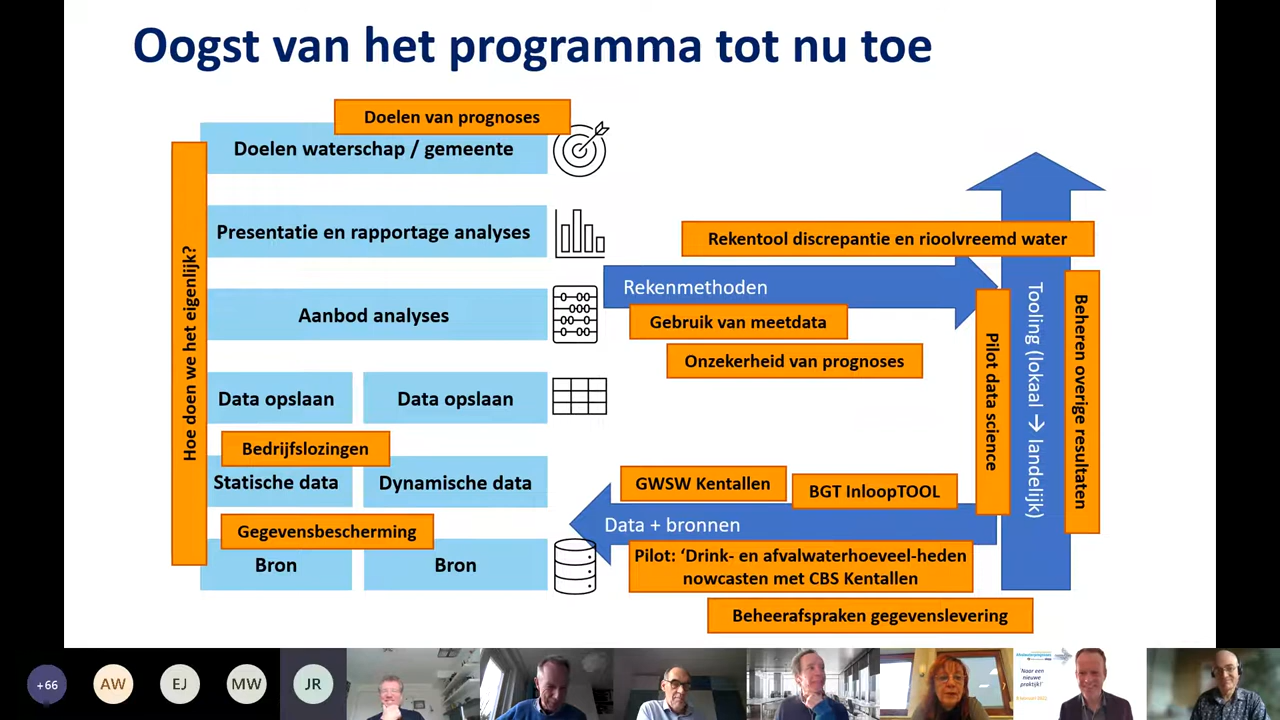 Oogst van het programma tot nu toe
Doelen van prognoses
Doelen waterschap / gemeente
Hoe doen we het eigenlijk?
Presentatie en rapportage analyses
Aanbod analyses
Data opslaan
Data opslaan
Bedrijfslozingen
Statische data
Dynamische data
Gegevensbescherming
Bron
Bron
Rekentool discrepantie en rioolvreemd water
Rekenmethoden
Gebruik van meetdata
Onzekerheid van prognoses
Pilot data science
Tooling (lokaal → landelijk)
Beheren overige resultaten
GWSW Kentallen
BGT InloopTOOL
Data + bronnen
Pilot: ‘Drink- en afvalwaterhoeveel-heden
nowcasten met CBS Kentallen
Beheerafspraken gegevenslevering
+66
AW
EJ
MW
JR
'Naar een
nieuwe
praktijk!'